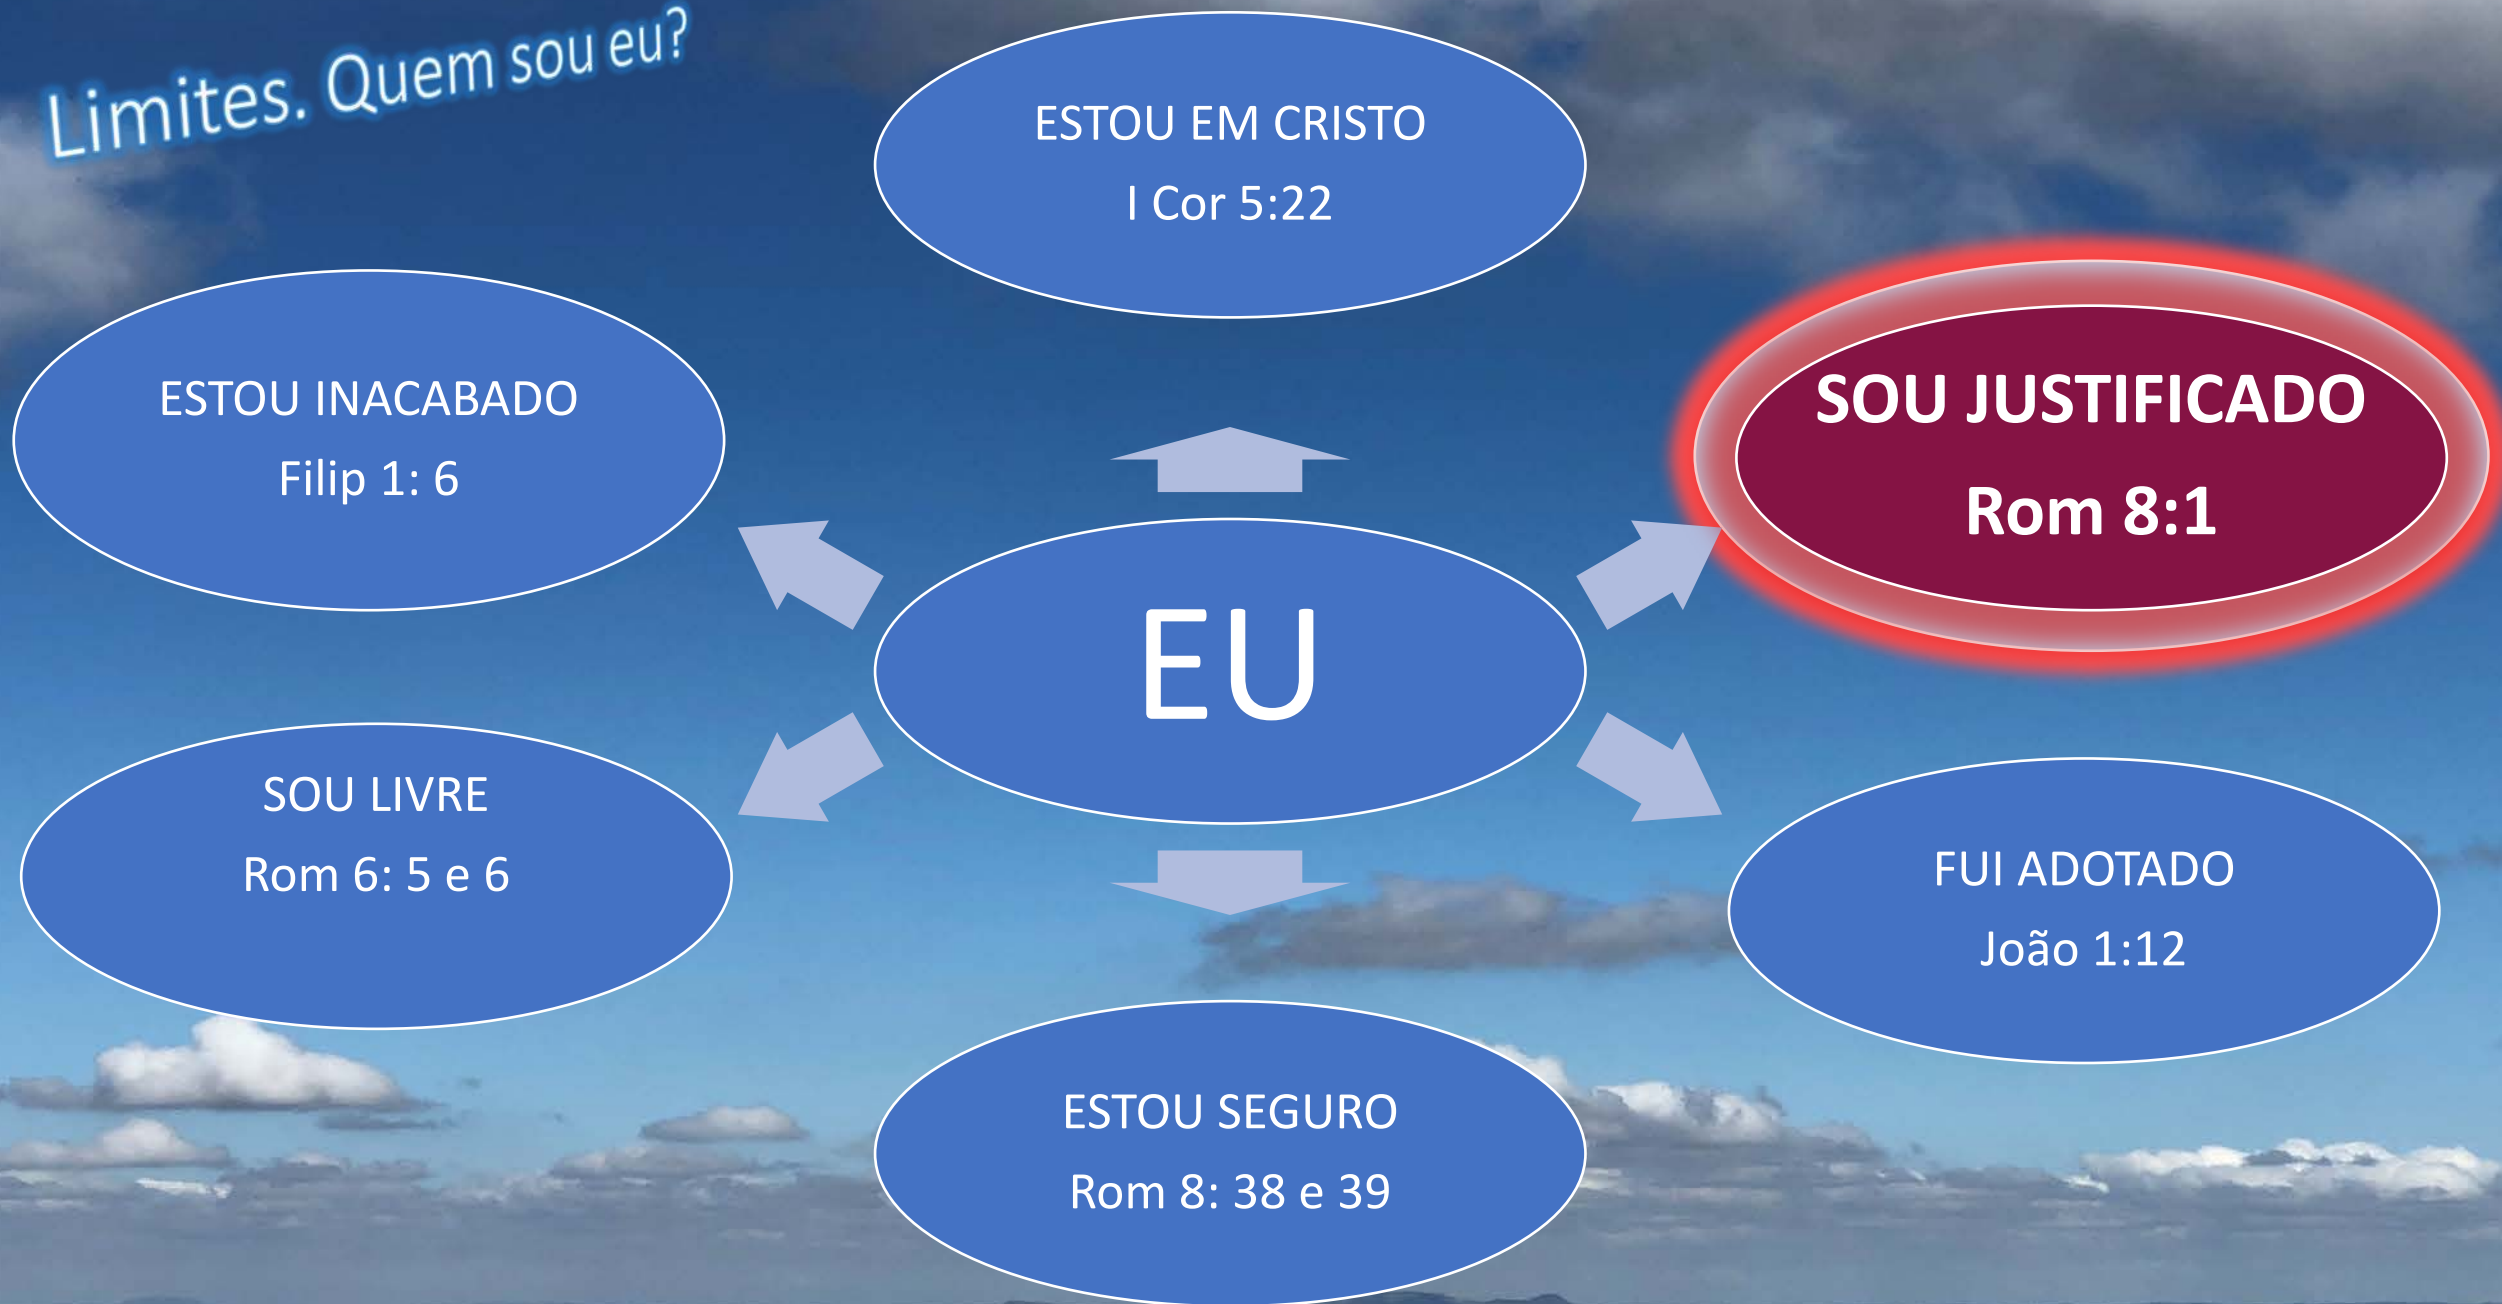 Limites. Quem sou eu?
ESTOU EM CRISTO
I Cor 5:22
SOU JUSTIFICADO
Rom 8:1
FUI ADOTADO
João 1:12
ESTOU SEGURO
Rom 8: 38 e 39
SOU LIVRE
Rom 6: 5 e 6
ESTOU INACABADO
Filip 1: 6
EU